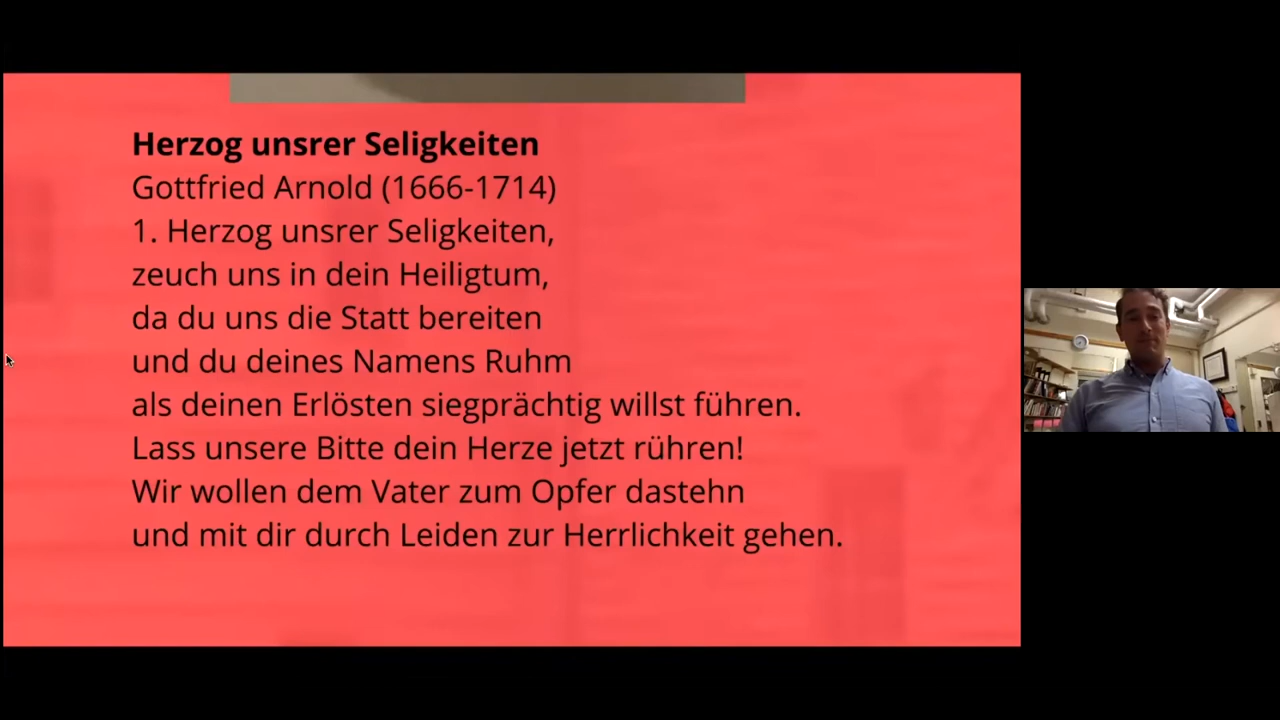 Herzog unsrer Seligkeiten
Gottfried Arnold (1666-1714)
1. Herzog unsrer Seligkeiten,
zeuch uns in dein Heiligtum,
da du uns die Statt bereiten
und du deines Namens Ruhm
als deinen Erlösten siegprächtig willst führen.
Lass unsere Bitte dein Herze jetzt rühren!
Wir wollen dem Vater zum Opfer dastehn
und mit dir durch Leiden zur Herrlichkeit gehen.